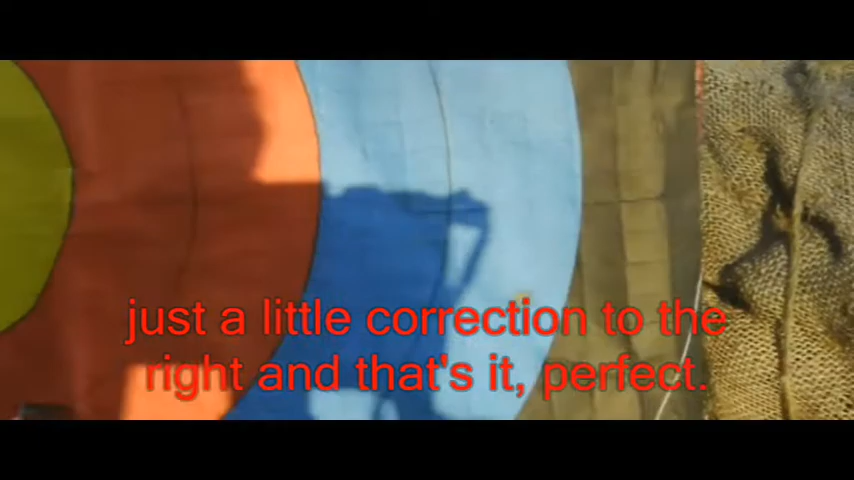 just a little correction to the
right and that's it, perfect.